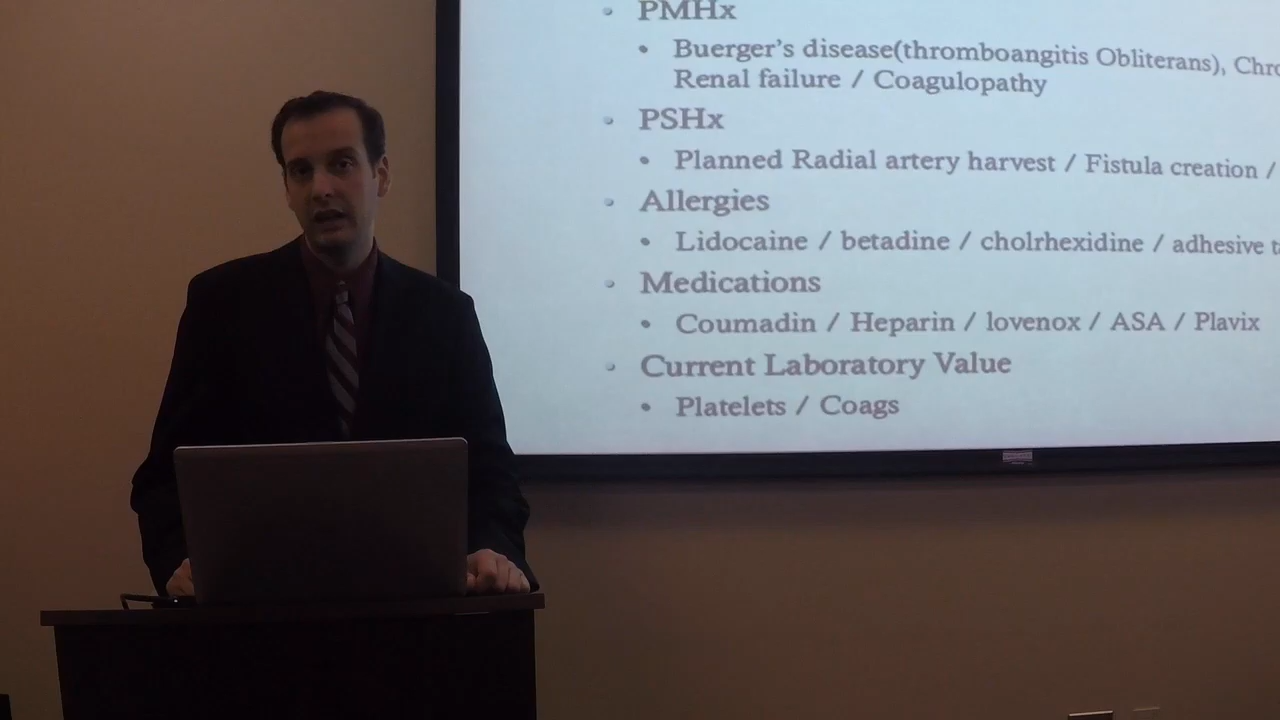 PMHx
Buerger's disease(thromboangitis Obliterans),
Renal failure / Coagulopathy
PSHx
Planned Radial artery harvest / Fistula creation /
Allergies
Lidocaine / betadine / cholrhexidine / adhesive
Medications
Coumadin / Heparin / lovenox / ASA / Plavix
Current Laboratory Value
Platelets / Coags